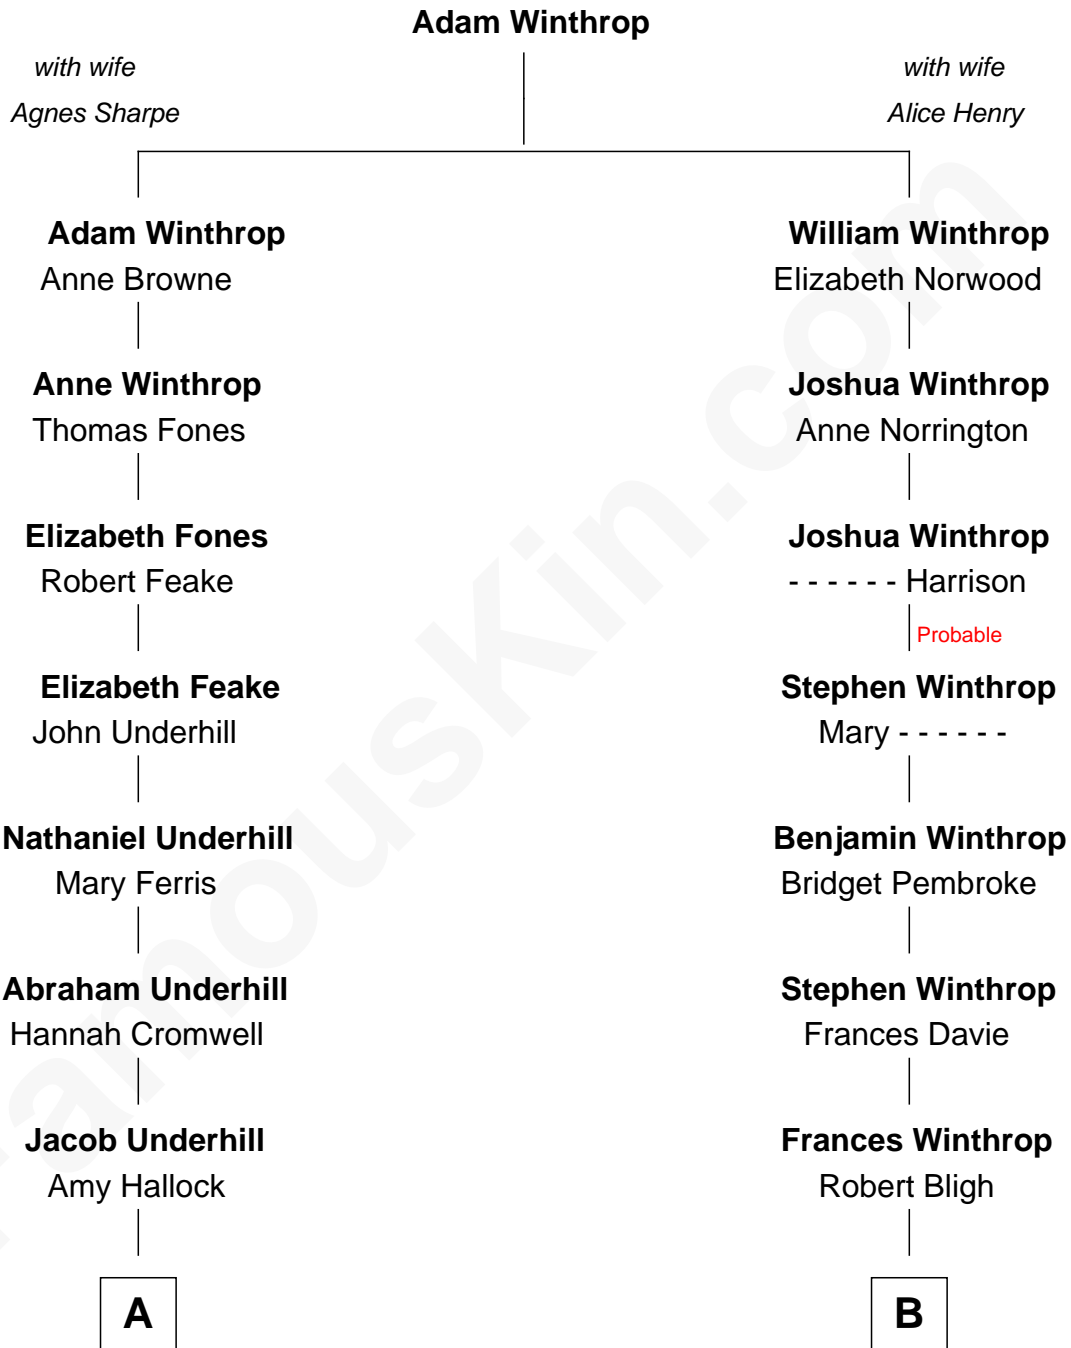 Adam Winthrop
with wife
Agnes Sharpe
with wife
Alice Henry
Adam Winthrop
Anne Browne
William Winthrop
Elizabeth Norwood
Anne Winthrop
Thomas Fones
Joshua Winthrop
Anne Norrington
Elizabeth Fones
Robert Feake
Joshua Winthrop
- - - - - - Harrison
Probable
Elizabeth Feake
John Underhill
Stephen Winthrop
Mary - - - - - -
Nathaniel Underhill
Mary Ferris
Benjamin Winthrop
Bridget Pembroke
Abraham Underhill
Hannah Cromwell
Stephen Winthrop
Frances Davie
Jacob Underhill
Amy Hallock
Frances Winthrop
Robert Bligh
A
B
FamousKin.com